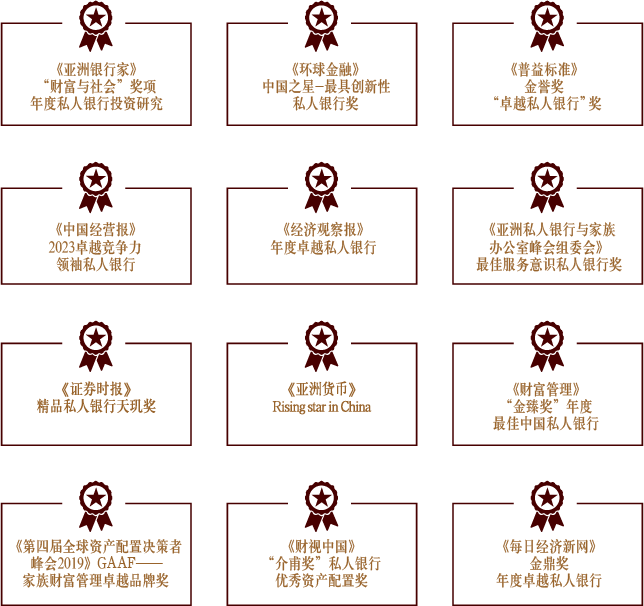 《亚洲银行家》
“财富与社会”奖项
年度私人银行投资研究
《环球金融》
中国之星–最具创新性
私人银行奖
《普益标准》
金誉奖
“卓越私人银行”奖
《中国经营报》
2023卓越竞争力
领袖私人银行
《经济观察报》
年度卓越私人银行
《亚洲私人银行与家族
办公室峰会组委会》
最佳服务意识私人银行奖
《证券时报》
精品私人银行天玑奖
《亚洲货币》
Rising star in China
《财富管理》
“金臻奖”年度
最佳中国私人银行
《第四届全球资产配置决策者
峰会2019》GAAF——
家族财富管理卓越品牌奖
《财视中国》
“介甫奖”私人银行
优秀资产配置奖
《每日经济新网》
金鼎奖
年度卓越私人银行